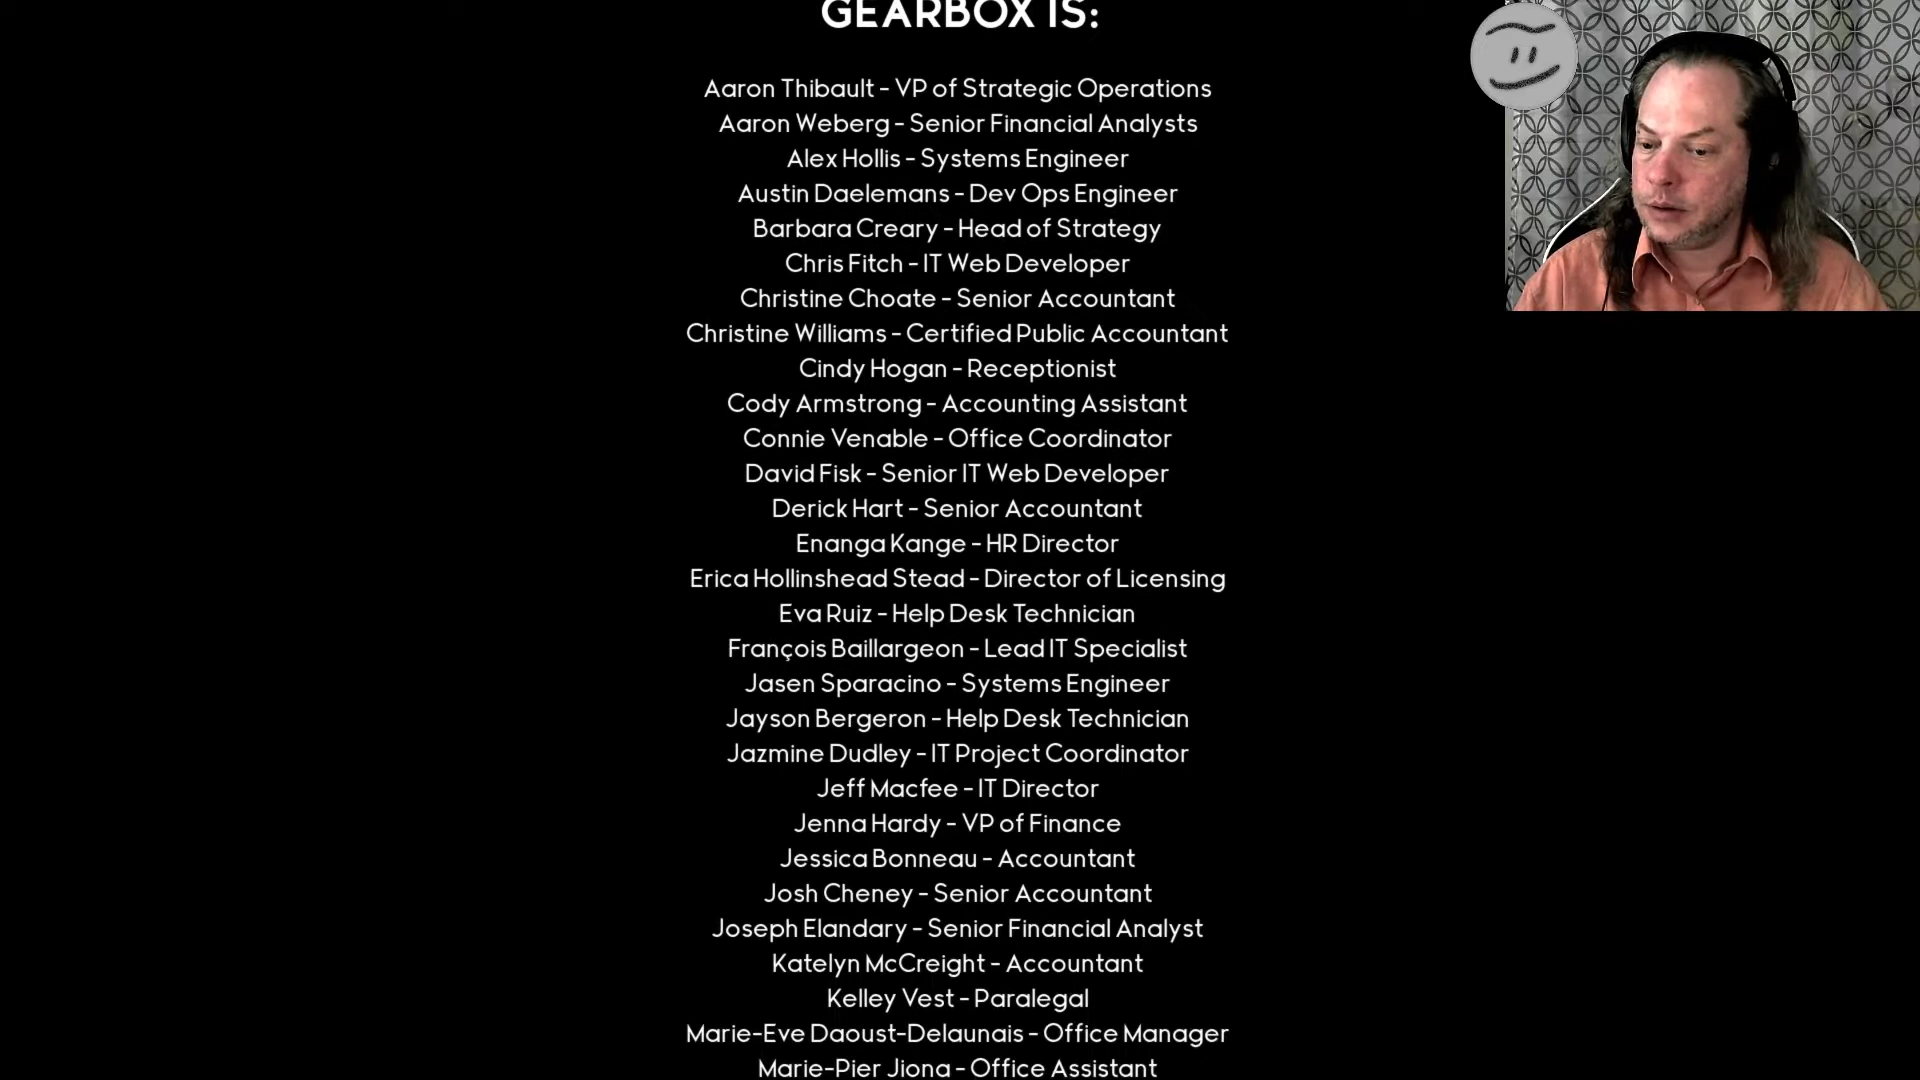 GEARBOX IS:
Aaron Thibault - VP of Strategic Operations
Aaron Weberg - Senior Financial Analysts
Alex Hollis - Systems Engineer
Austin Daelemans - Dev Ops Engineer
Barbara Creary - Head of Strategy
Chris Fitch - IT Web Developer
Christine Choate - Senior Accountant
Christine Williams - Certified Public Accountant
Cindy Hogan - Receptionist
Cody Armstrong - Accounting Assistant
Connie Venable - Office Coordinator
David Fisk - Senior IT Web Developer
Derick Hart - Senior Accountant
Enanga Kange - HR Director
Erica Hollinshead Stead - Director of Licensing
Eva Ruiz - Help Desk Technician
François Baillargeon - Lead IT Specialist
Jasen Sparacino - Systems Engineer
Jayson Bergeron - Help Desk Technician
Jazmine Dudley - IT Project Coordinator
Jeff Macfee - IT Director
Jenna Hardy - VP of Finance
Jessica Bonneau - Accountant
Josh Cheney - Senior Accountant
Joseph Elandary - Senior Financial Analyst
Katelyn McCreight - Accountant
Kelley Vest - Paralegal
Marie-Eve Daoust-Delaunais - Office Manager
Marie-Pier Jiona - Office Assistant